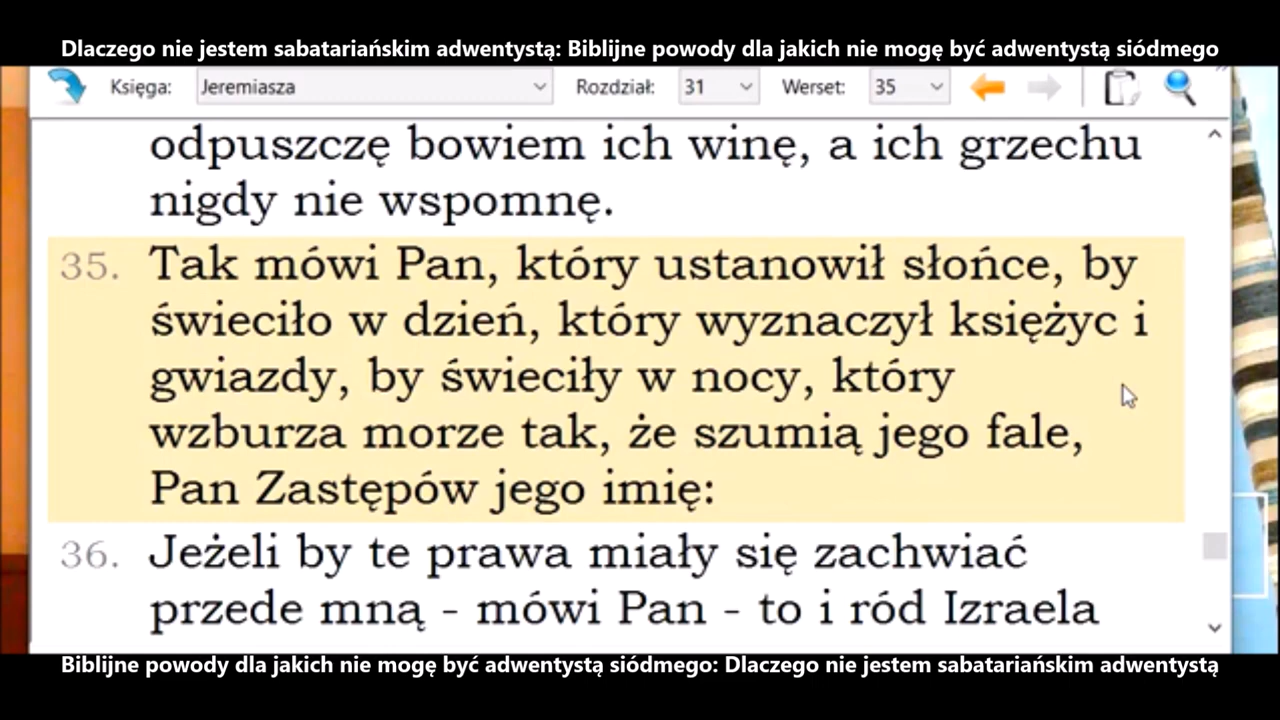 Dlaczego nie jestem sabatariańskim adwentystą: Biblijne powody dla jakich nie mogę być adwentystą siódmego
Księga: Jeremiasza Rozdział: 31 Werset: 35
odpuszczę bowiem ich winę, a ich grzechu
nigdy nie wspomnę.
35. Tak mówi Pan, który ustanowił słońce, by
świeciło w dzień, który wyznaczył księżyc i
gwiazdy, by świeciły w nocy, który
wzburza morze tak, że szumią jego fale,
Pan Zastępów jego imię:
36. Jeżeli by te prawa miały się zachwiać
przede mną - mówi Pan - to i ród Izraela
Biblijne powody dla jakich nie mogę być adwentystą siódmego: Dlaczego nie jestem sabatariańskim adwentystą